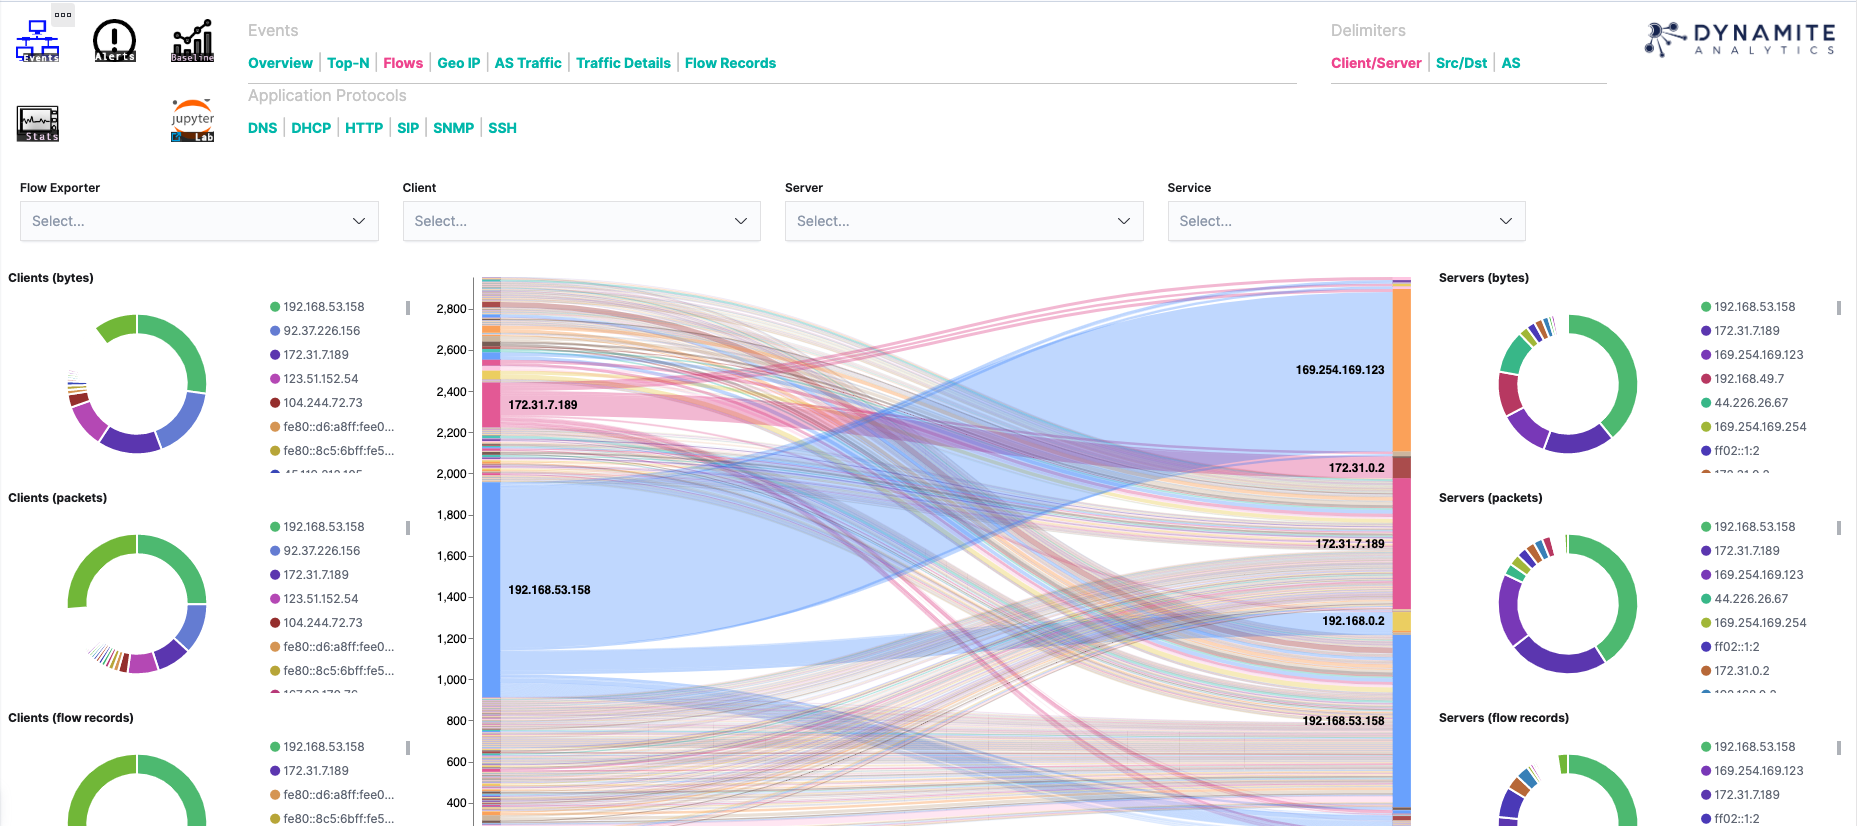 Events
Alerts
Baseline
Stats
jupyter
Lab
Events
Overview Top-N Flows Geo IP AS Traffic Traffic Details Flow Records
Application Protocols
DNS DHCP HTTP SIP SNMP SSH
Delimiters
Client/Server Src/Dst AS
DYNAMITE
ANALYTICS
Flow Exporter
Select...
Client
Select...
Server
Select...
Service
Select...
Clients (bytes)
192.168.53.158
92.37.226.156
172.31.7.189
123.51.152.54
104.244.72.73
fe80::d6:a8ff:fee0...
fe80::8c5:6bff:fe5...
Clients (packets)
192.168.53.158
92.37.226.156
172.31.7.189
123.51.152.54
104.244.72.73
fe80::d6:a8ff:fee0...
fe80::8c5:6bff:fe5...
Clients (flow records)
192.168.53.158
172.31.7.189
fe80::d6:a8ff:fee0...
fe80::8c5:6bff:fe5...
2,800
2,600
2,400
2,200
2,000
1,800
1,600
1,400
1,200
1,000
800
600
400
172.31.7.189
192.168.53.158
169.254.169.123
172.31.0.2
172.31.7.189
192.168.0.2
192.168.53.158
Servers (bytes)
192.168.53.158
172.31.7.189
169.254.169.123
192.168.49.7
44.226.26.67
169.254.169.254
ff02::1:2
Servers (packets)
192.168.53.158
172.31.7.189
169.254.169.123
44.226.26.67
169.254.169.254
ff02::1:2
172.31.0.2
Servers (flow records)
192.168.53.158
169.254.169.123
172.31.7.189
ff02::1:2